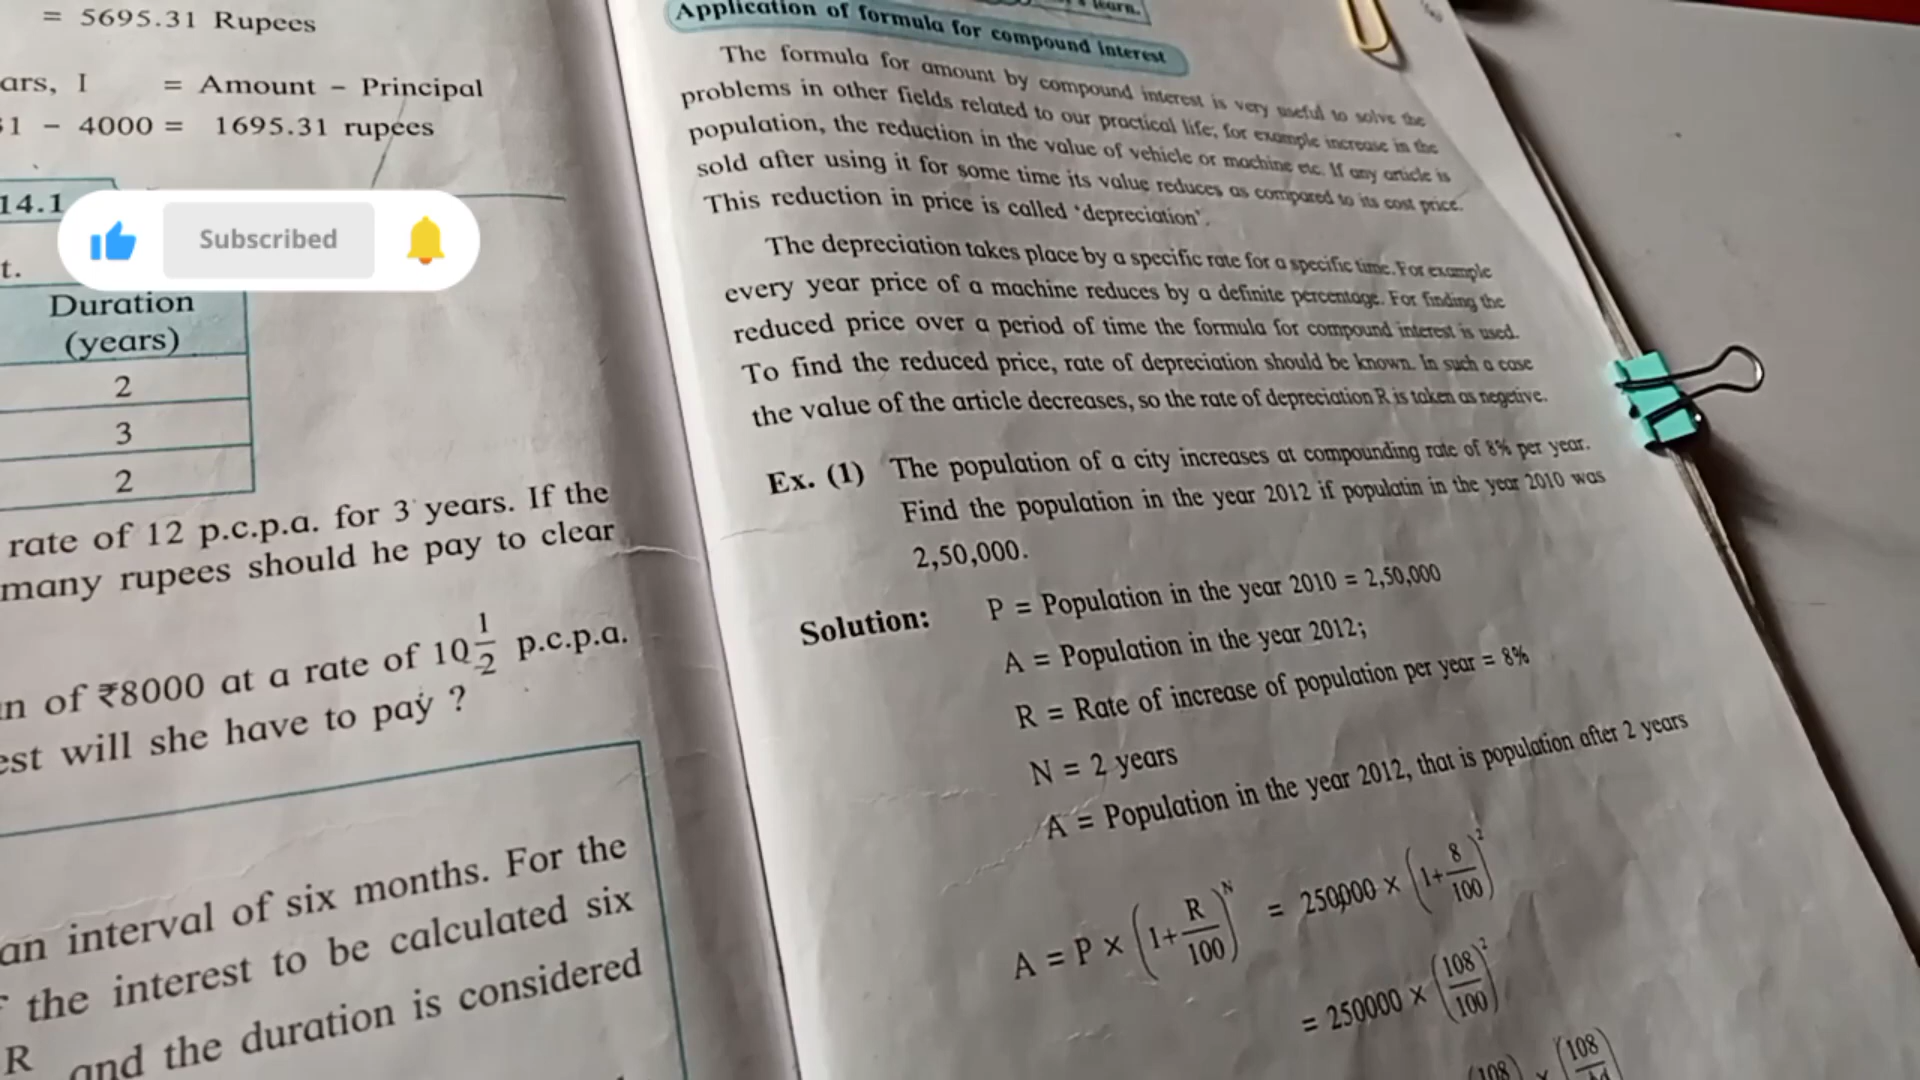 = 5695.31 Rupees
ars, I = Amount – Principal
31 – 4000 = 1695.31 rupees
14.1
Subscribed
t.
Duration
(years)
2
3
2
rate of 12 p.c.p.a. for 3 years. If the
many rupees should he pay to clear
n of ₹8000 at a rate of 10 1/2 p.c.p.a.
est will she have to pay ?
an interval of six months. For the
the interest to be calculated six
R and the duration is considered
learn.
Application of formula for compound interest
The formula for amount by compound interest is very useful to solve the
problems in other fields related to our practical life; for example increase in the
population, the reduction in the value of vehicle or machine etc. If any article is
sold after using it for some time its value reduces as compared to its cost price.
This reduction in price is called 'depreciation'.
The depreciation takes place by a specific rate for a specific time. For example
every year price of a machine reduces by a definite percentage. For finding the
reduced price over a period of time the formula for compound interest is used.
To find the reduced price, rate of depreciation should be known. In such a case
the value of the article decreases, so the rate of depreciation R is taken as negetive.
Ex. (1) The population of a city increases at compounding rate of 8% per year.
Find the population in the year 2012 if populatin in the year 2010 was
2,50,000.
Solution: P = Population in the year 2010 = 2,50,000
A = Population in the year 2012;
R = Rate of increase of population per year = 8%
N = 2 years
A = Population in the year 2012, that is population after 2 years
A = P × (1+R/100)^N = 250000 × (1+8/100)^2
= 250000 × (108/100)^2
(108 × (108